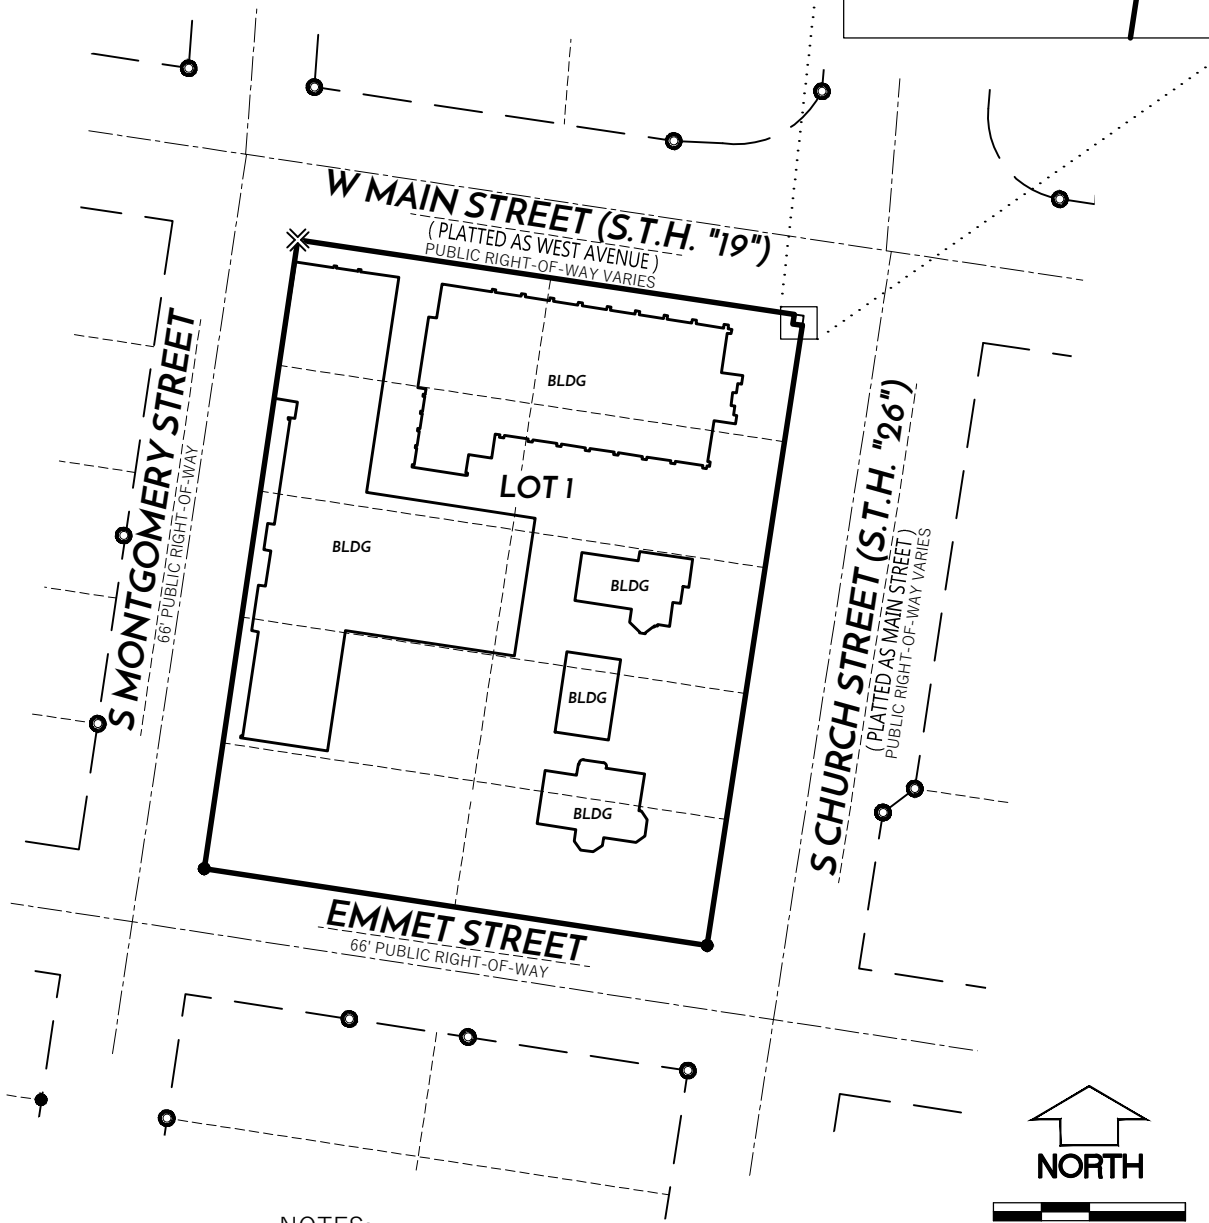 W MAIN STREET (S.T.H. "19")
( PLATTED AS WEST AVENUE )
PUBLIC RIGHT-OF-WAY VARIES
S MONTGOMERY STREET
66' PUBLIC RIGHT-OF-WAY
BLDG
LOT 1
BLDG
BLDG
BLDG
BLDG
S CHURCH STREET (S.T.H. "26")
( PLATTED AS MAIN STREET )
PUBLIC RIGHT-OF-WAY VARIES
EMMET STREET
66' PUBLIC RIGHT-OF-WAY
NORTH
NOTES: